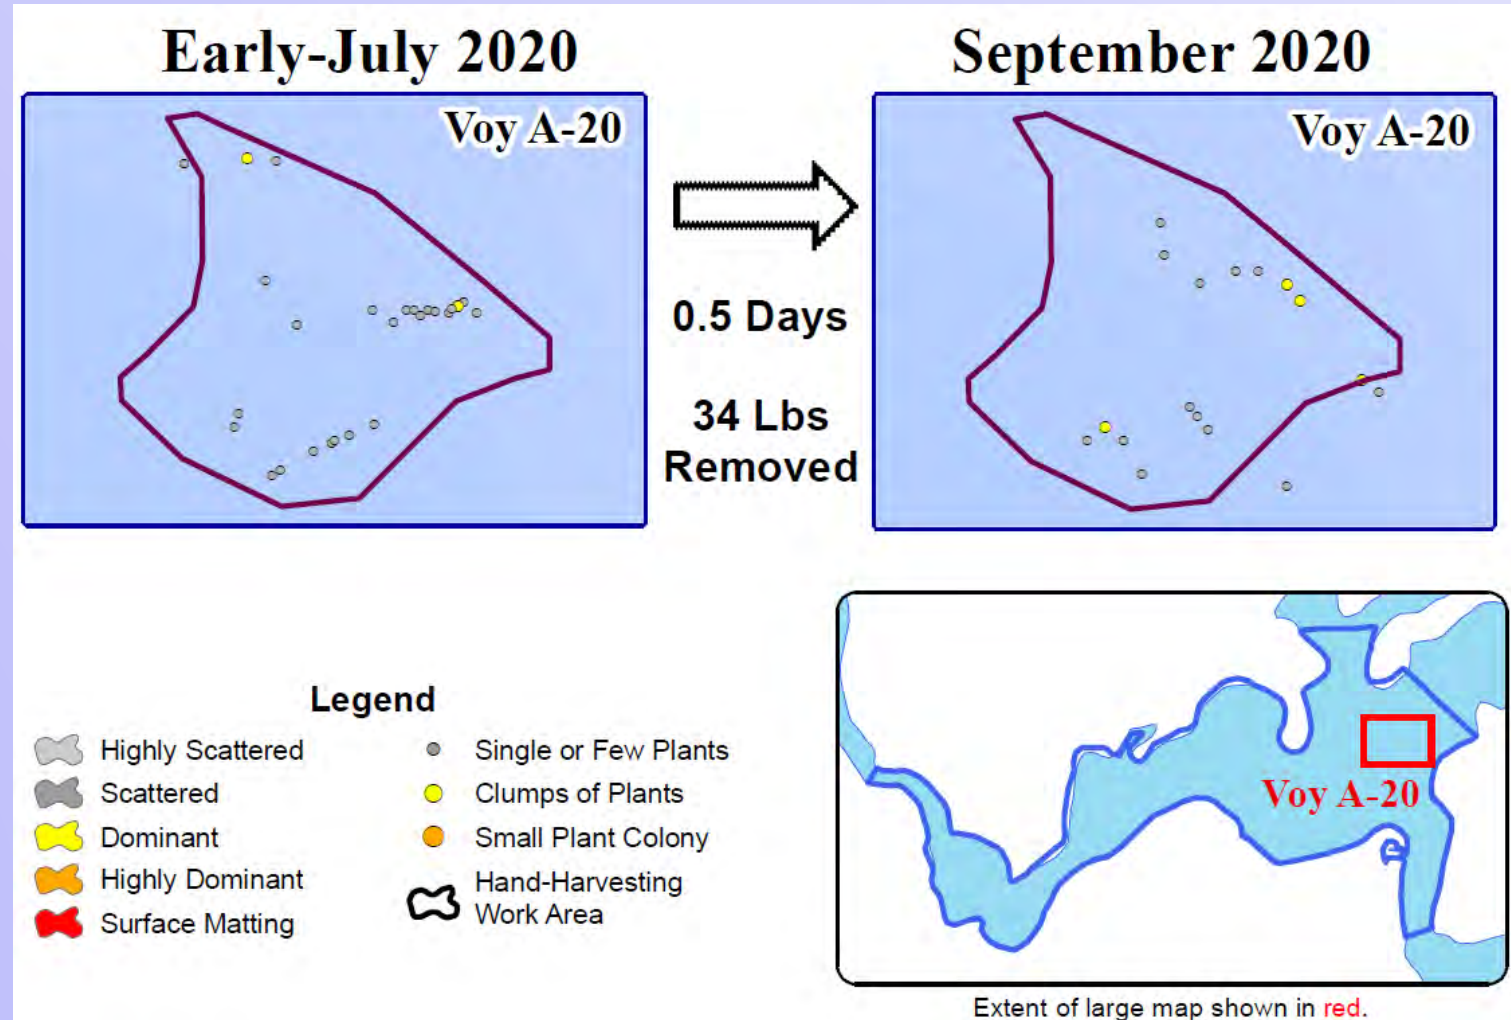 Early-July 2020
September 2020
Voy A-20
Voy A-20
0.5 Days
34 Lbs
Removed
Legend
Highly Scattered
Scattered
Dominant
Highly Dominant
Surface Matting
Single or Few Plants
Clumps of Plants
Small Plant Colony
Hand-Harvesting
Work Area
Voy A-20
Extent of large map shown in red.